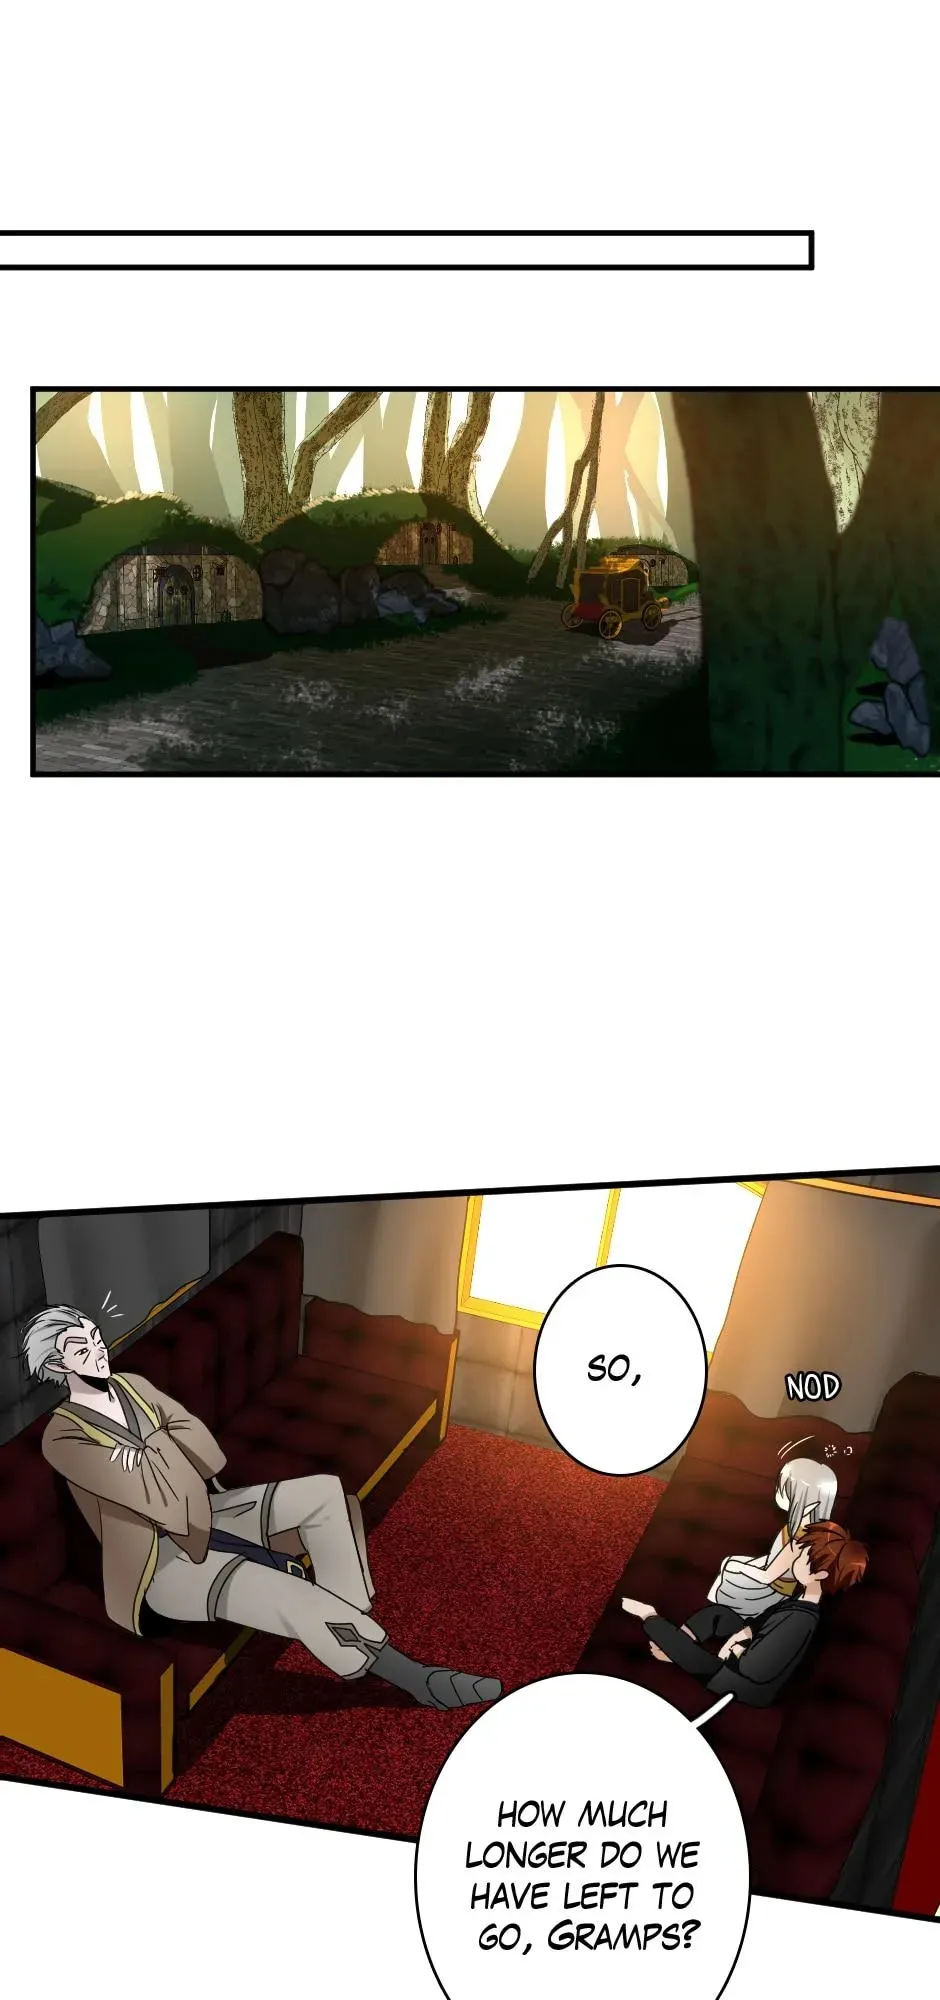 SO,
NOD
HOW MUCH
LONGER DO WE
HAVE LEFT TO
GO, GRAMPS?